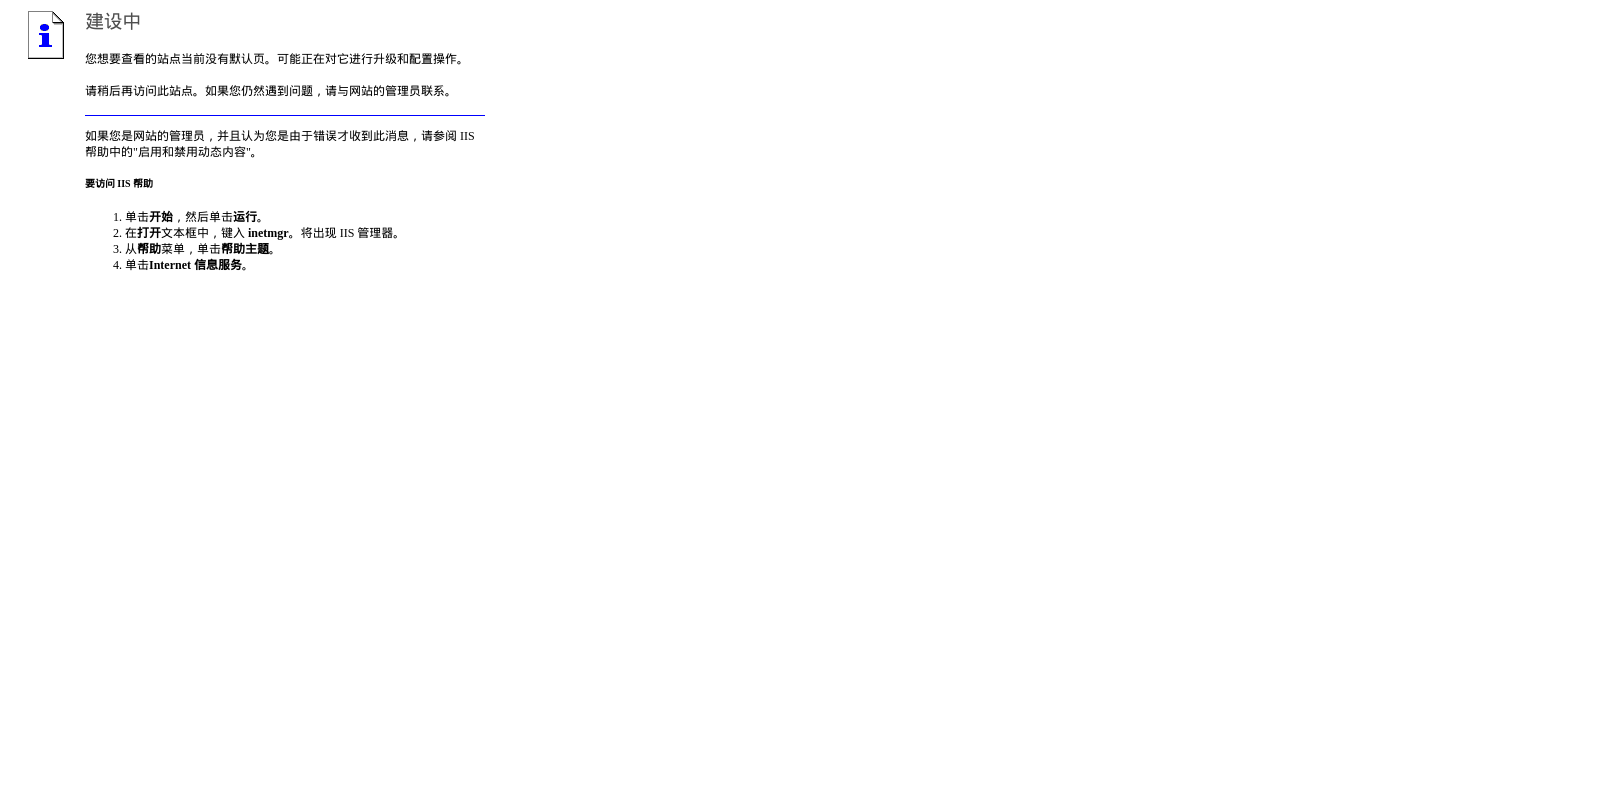 建设中
您想要查看的站点当前没有默认页。可能正在对它进行升级和配置操作。
请稍后再访问此站点。如果您仍然遇到问题，请与网站的管理员联系。
如果您是网站的管理员，并且认为您是由于错误才收到此消息，请参阅 IIS
帮助中的"启用和禁用动态内容"。
要访问 IIS 帮助
1. 单击开始，然后单击运行。
2. 在打开文本框中，键入 inetmgr。将出现 IIS 管理器。
3. 从帮助菜单，单击帮助主题。
4. 单击Internet 信息服务。